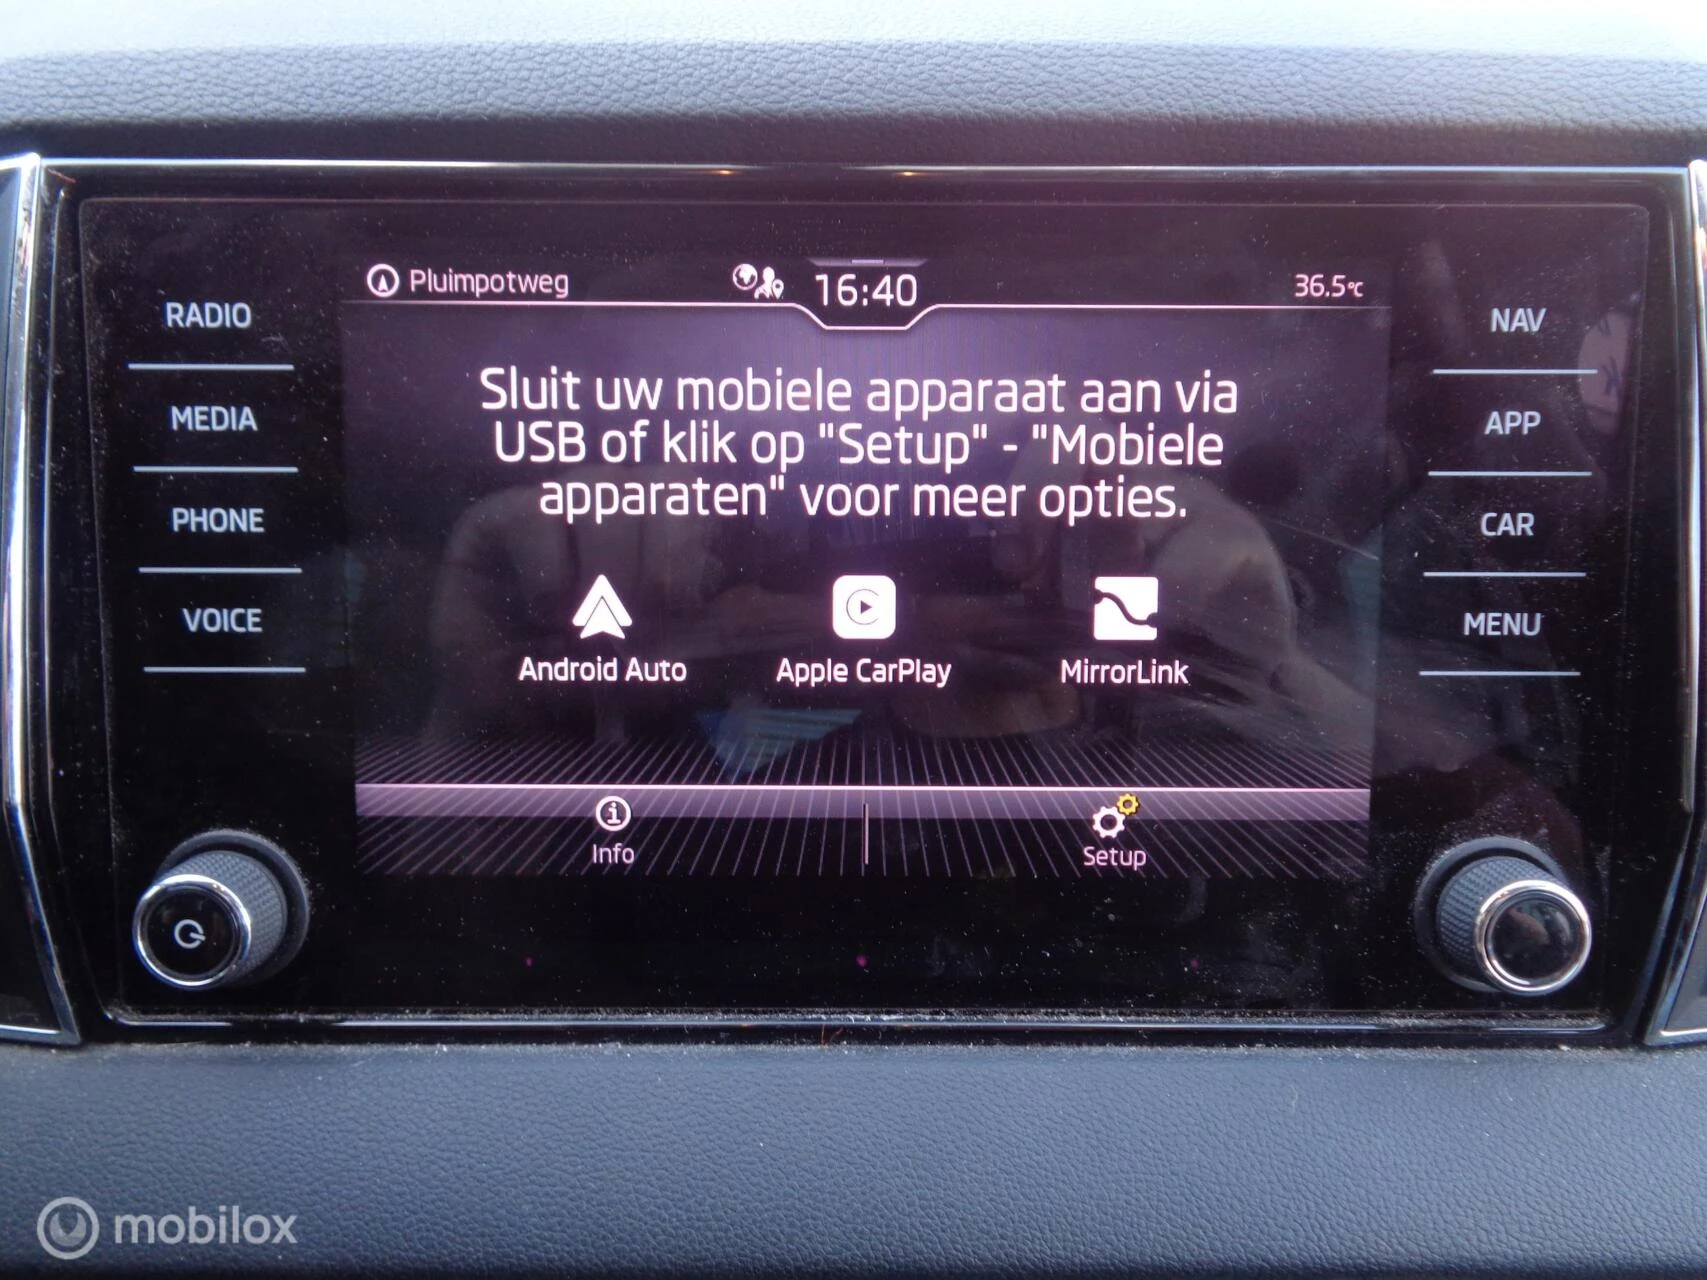 Pluimpotweg
16:40
36.5°C
RADIO
MEDIA
PHONE
VOICE
Sluit uw mobiele apparaat aan via
USB of klik op "Setup" - "Mobiele
apparaten" voor meer opties.
Android Auto
Apple CarPlay
MirrorLink
Info
Setup
NAV
APP
CAR
MENU
mobilox